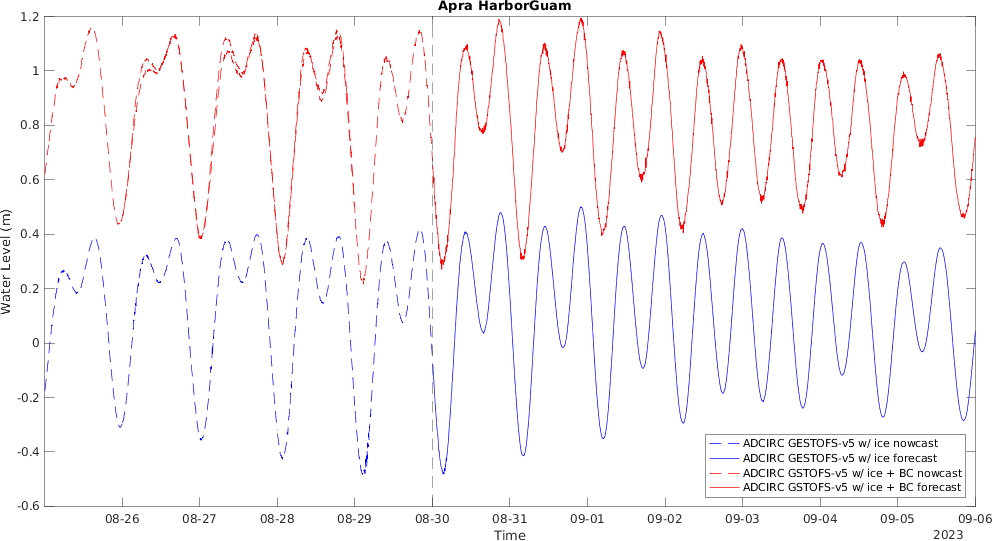 Apra HarborGuam
1.2
1
0.8
0.6
0.4
0.2
0
-0.2
-0.4
-0.6
Water Level (m)
ADCIRC GESTOFS-v5 w/ ice nowcast
ADCIRC GESTOFS-v5 w/ ice forecast
ADCIRC GSTOFS-v5 w/ ice + BC nowcast
ADCIRC GSTOFS-v5 w/ ice + BC forecast
08-26 08-27 08-28 08-29 08-30 08-31 09-01 09-02 09-03 09-04 09-05 09-06
Time
2023